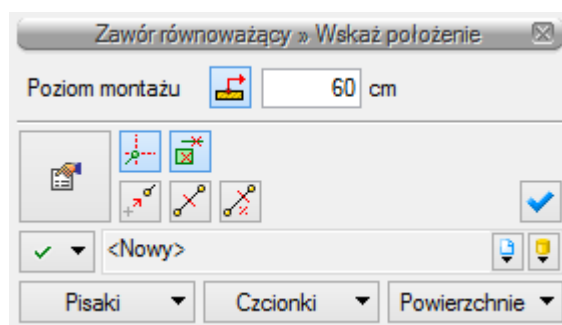 Zawór równoważący » Wskaż położenie
Poziom montażu 60 cm
<Nowy>
Pisaki Czcionki Powierzchnie